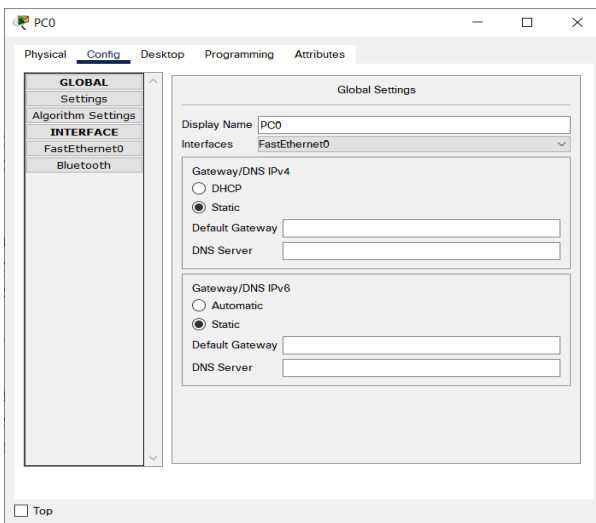 PC0
Physical Config Desktop Programming Attributes
GLOBAL
Settings
Algorithm Settings
INTERFACE
FastEthernet0
Bluetooth
Global Settings
Display Name PC0
Interfaces FastEthernet0
Gateway/DNS IPv4
DHCP
Static
Default Gateway
DNS Server
Gateway/DNS IPv6
Automatic
Static
Default Gateway
DNS Server
Top